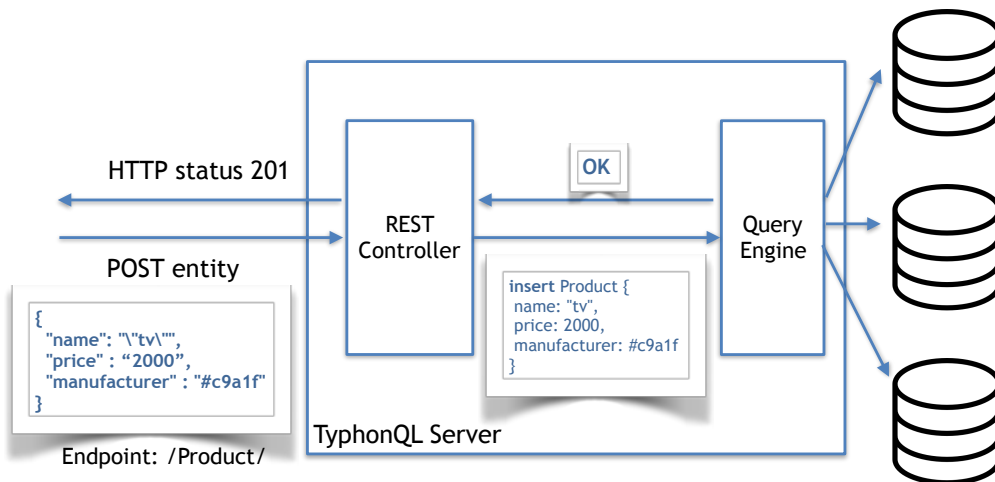 HTTP status 201
POST entity
{
"name": "\"tv\"",
"price" : “2000”,
"manufacturer" : "#c9a1f"
}
Endpoint: /Product/
REST
Controller
OK
insert Product {
name: "tv",
price: 2000,
manufacturer: #c9a1f
}
Query
Engine
TyphonQL Server